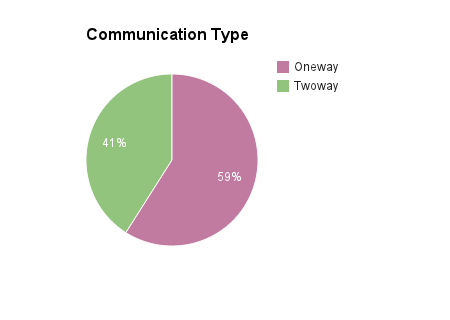 Communication Type
Oneway
Twoway
41%
59%